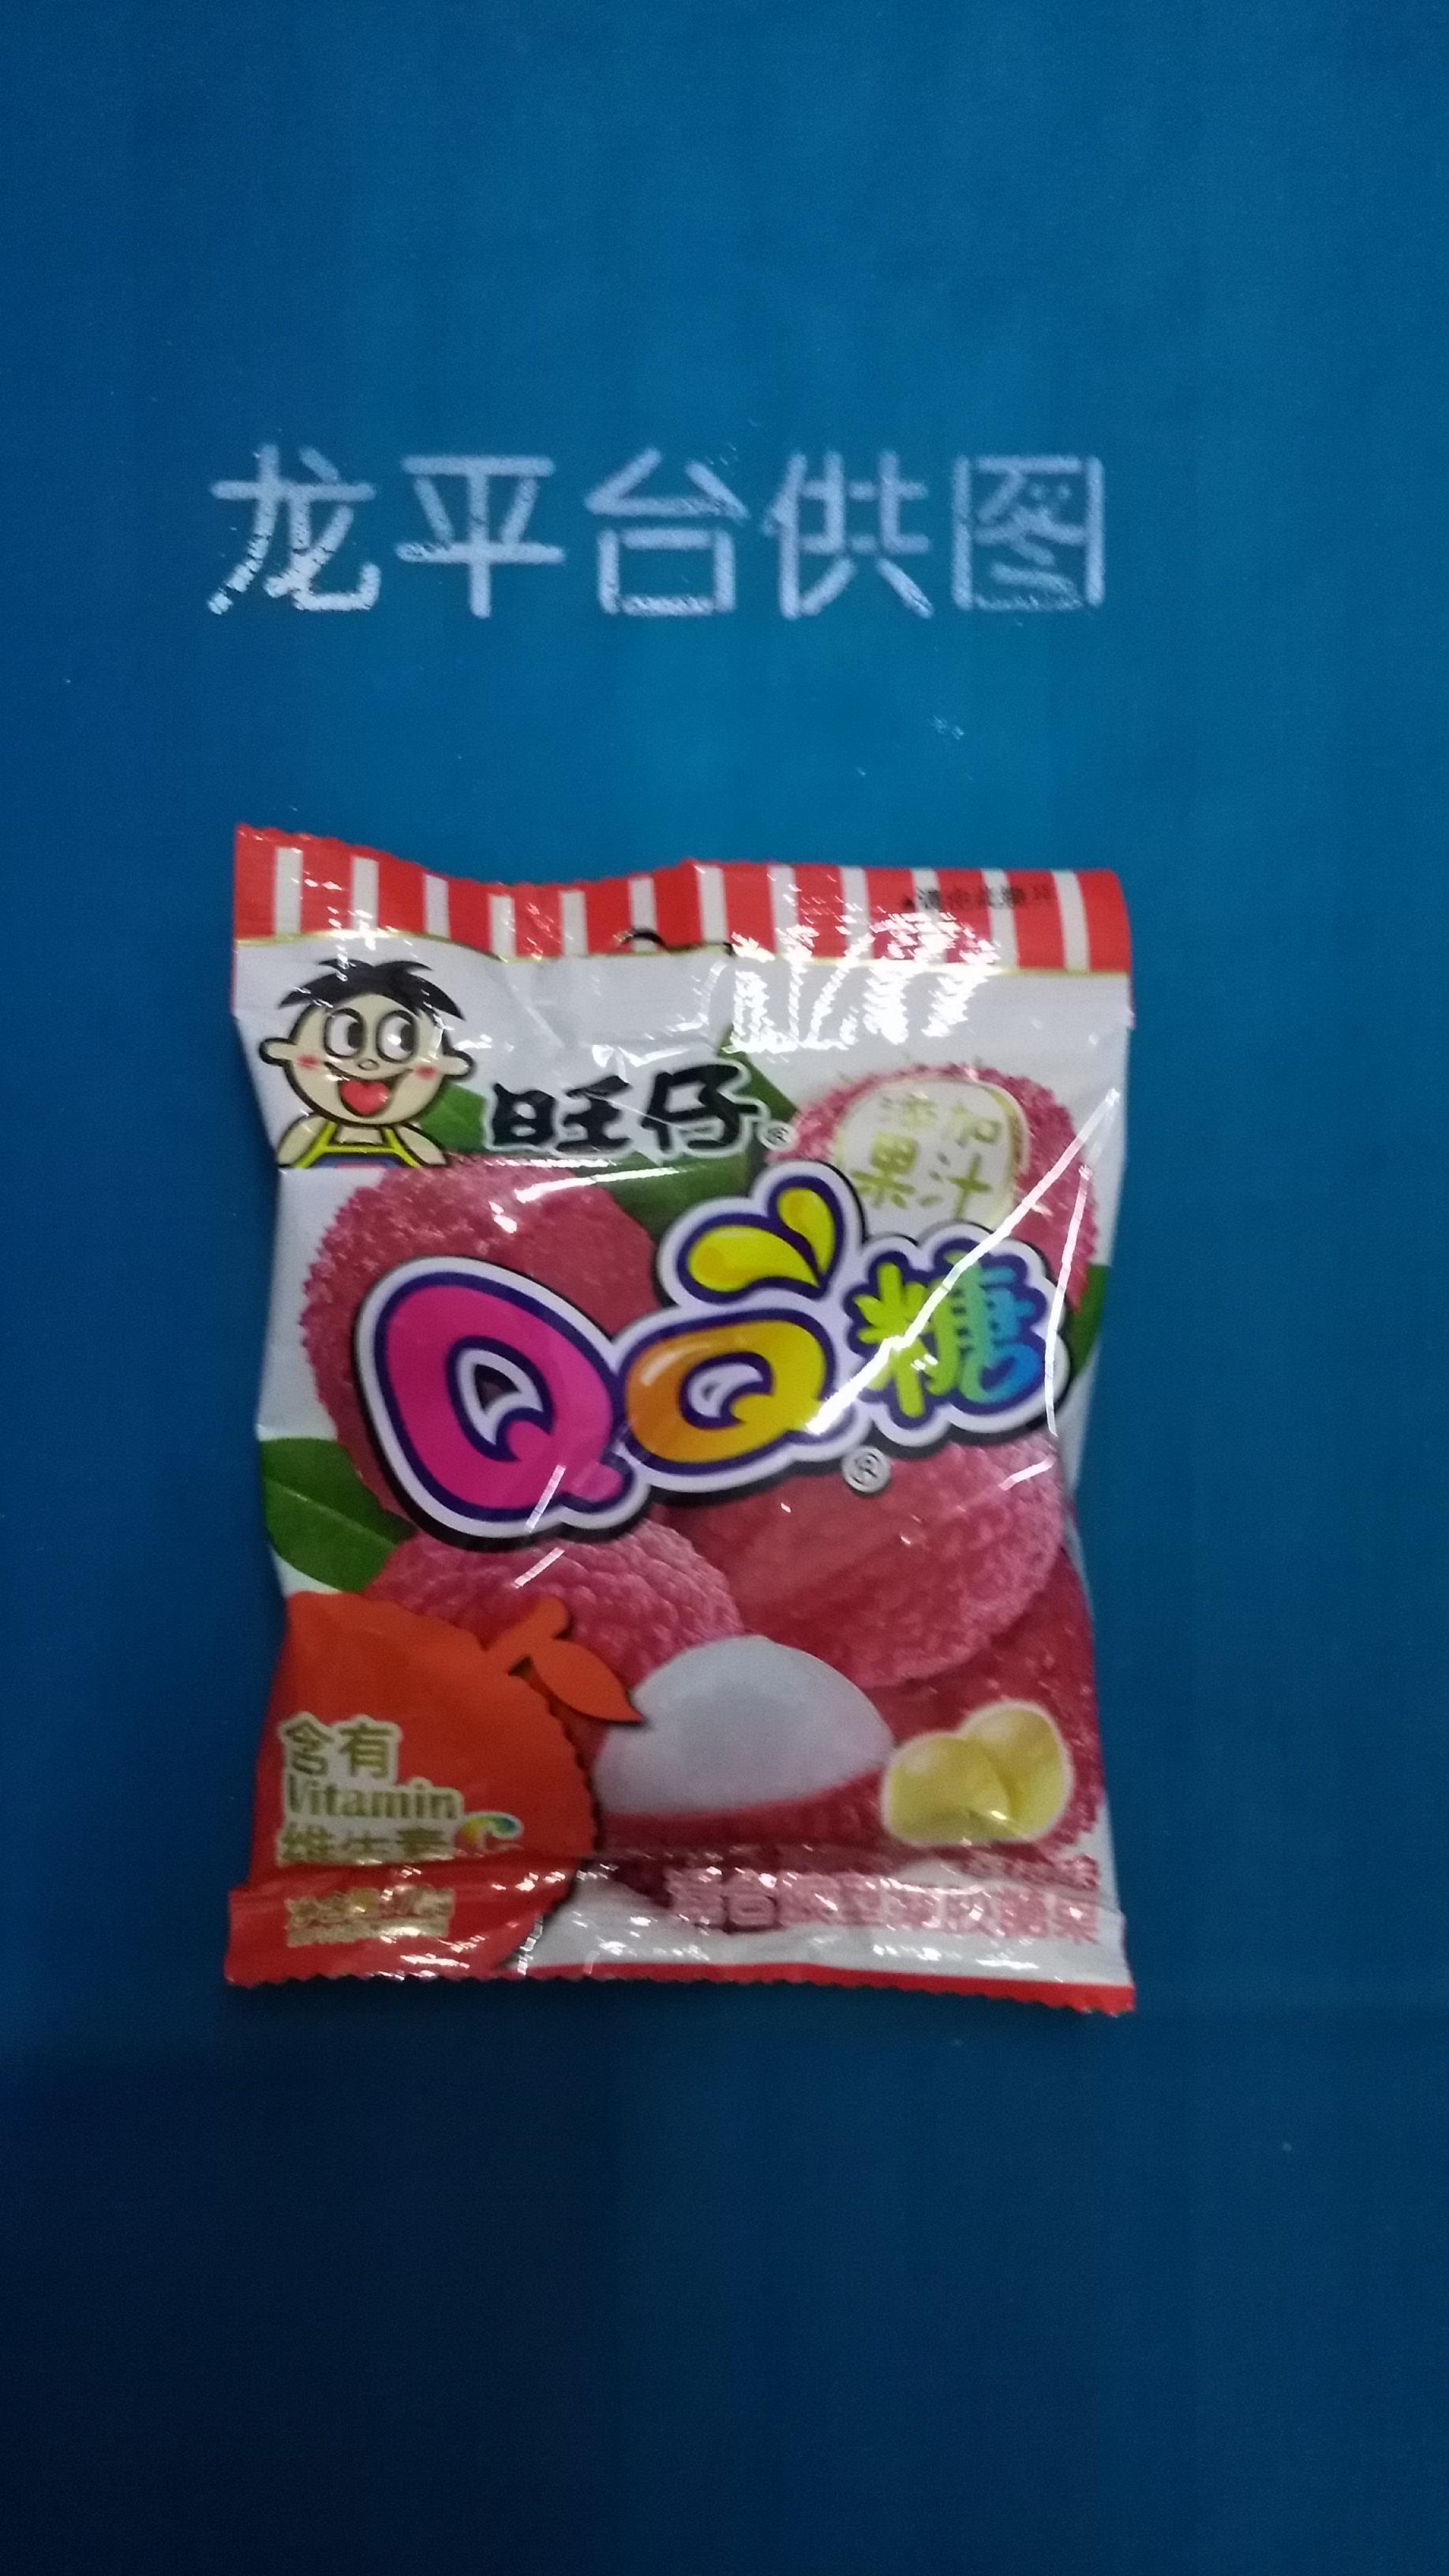 龙平台供图
旺仔®
添加
果汁
QQ糖
®
含有
Vitamin
维生素C